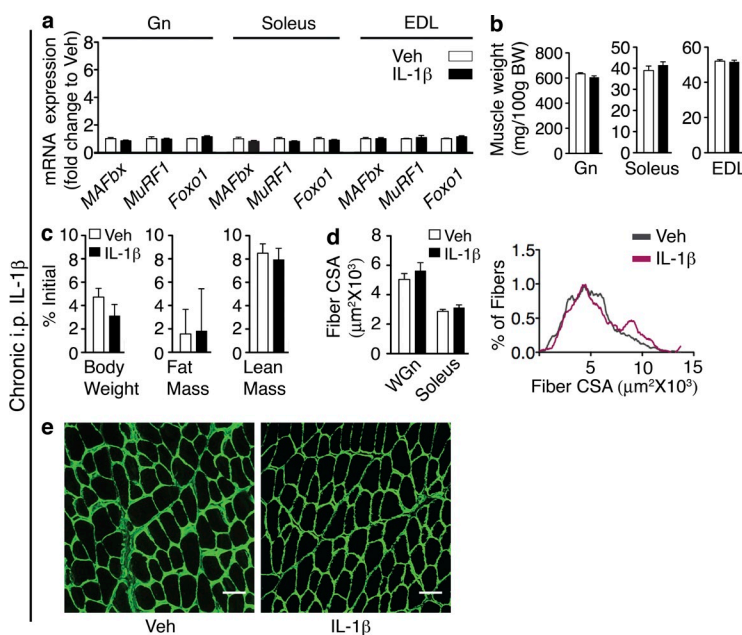 Chronic i.p. IL-1β
a
Gn Soleus EDL
mRNA expression
(fold change to Veh)
8
6
4
2
0
Veh
IL-1β
MAFbx MuRF1 Foxo1 MAFbx MuRF1 Foxo1 MAFbx MuRF1 Foxo1
b
Muscle weight
(mg/100g BW)
800
600
400
200
0
Gn
50
40
30
20
10
0
Soleus
60
40
20
0
EDL
c
% Initial
10
8
6
4
2
0
Veh
IL-1β
Body
Weight
10
8
6
4
2
0
Fat
Mass
10
8
6
4
2
0
Lean
Mass
d
Fiber CSA
(μm²X10³)
8
6
4
2
0
Veh
IL-1β
WGn Soleus
Veh
IL-1β
% of Fibers
1.5
1.0
0.5
0.0
5 10 15
Fiber CSA (μm²X10³)
e
Veh IL-1β